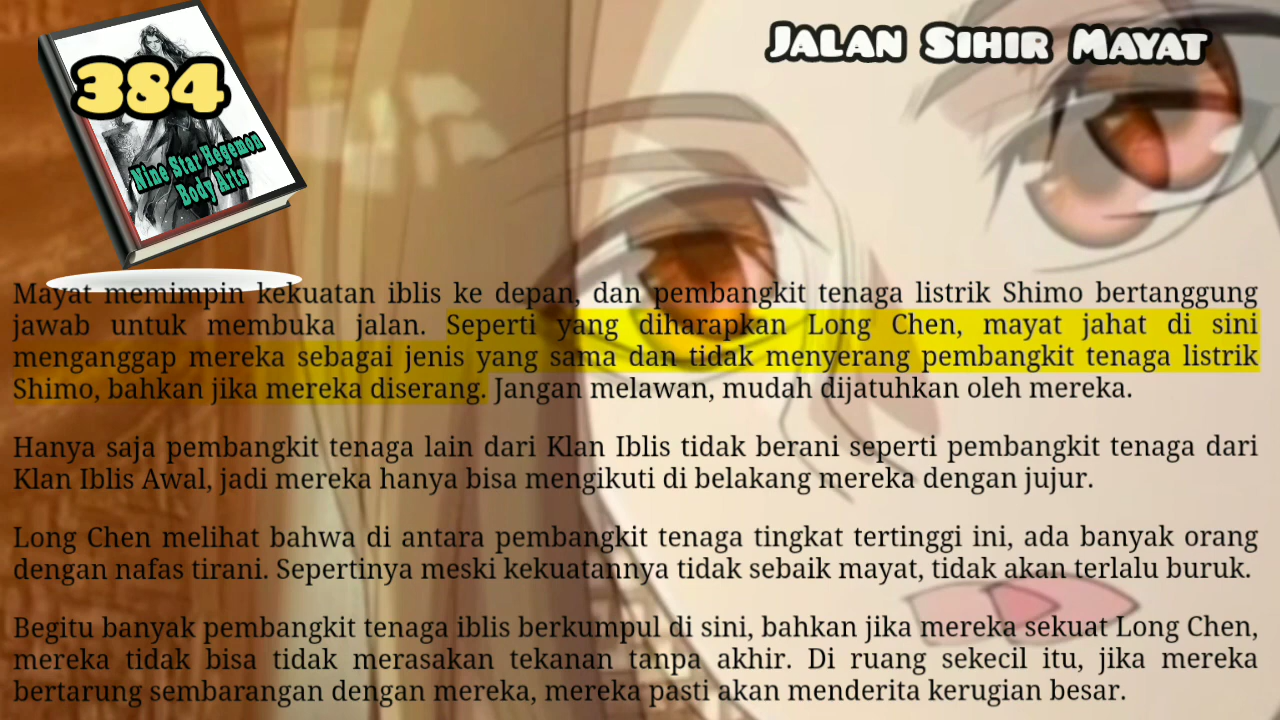 384
Nine Star Hegemon
Body Arts
Jalan Sihir Mayat
Mayat memimpin kekuatan iblis ke depan, dan pembangkit tenaga listrik Shimo bertanggung
jawab untuk membuka jalan. Seperti yang diharapkan Long Chen, mayat jahat di sini
menganggap mereka sebagai jenis yang sama dan tidak menyerang pembangkit tenaga listrik
Shimo, bahkan jika mereka diserang. Jangan melawan, mudah dijatuhkan oleh mereka.
Hanya saja pembangkit tenaga lain dari Klan Iblis tidak berani seperti pembangkit tenaga dari
Klan Iblis Awal, jadi mereka hanya bisa mengikuti di belakang mereka dengan jujur.
Long Chen melihat bahwa di antara pembangkit tenaga tingkat tertinggi ini, ada banyak orang
dengan nafas tirani. Sepertinya meski kekuatannya tidak sebaik mayat, tidak akan terlalu buruk.
Begitu banyak pembangkit tenaga iblis berkumpul di sini, bahkan jika mereka sekuat Long Chen,
mereka tidak bisa tidak merasakan tekanan tanpa akhir. Di ruang sekecil itu, jika mereka
bertarung sembarangan dengan mereka, mereka pasti akan menderita kerugian besar.